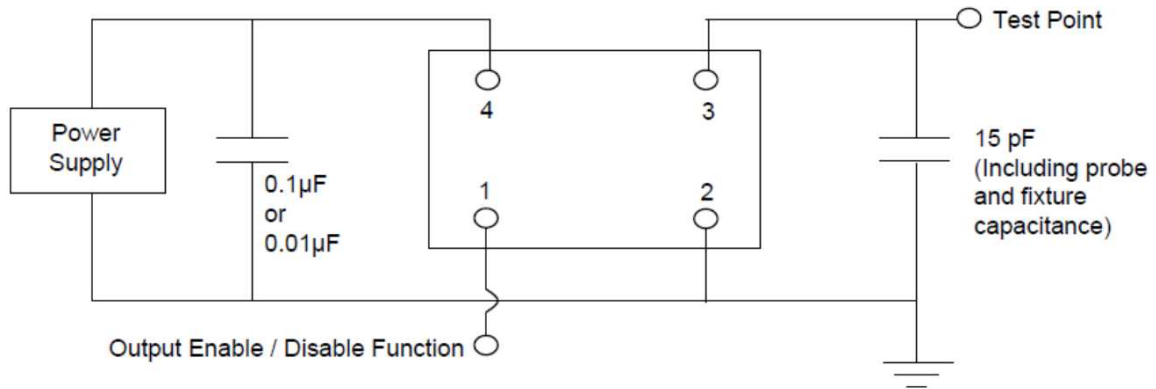 Test Point
4
3
Power
Supply
15 pF
(Including probe
and fixture
capacitance)
0.1µF
or
0.01µF
1
2
Output Enable / Disable Function